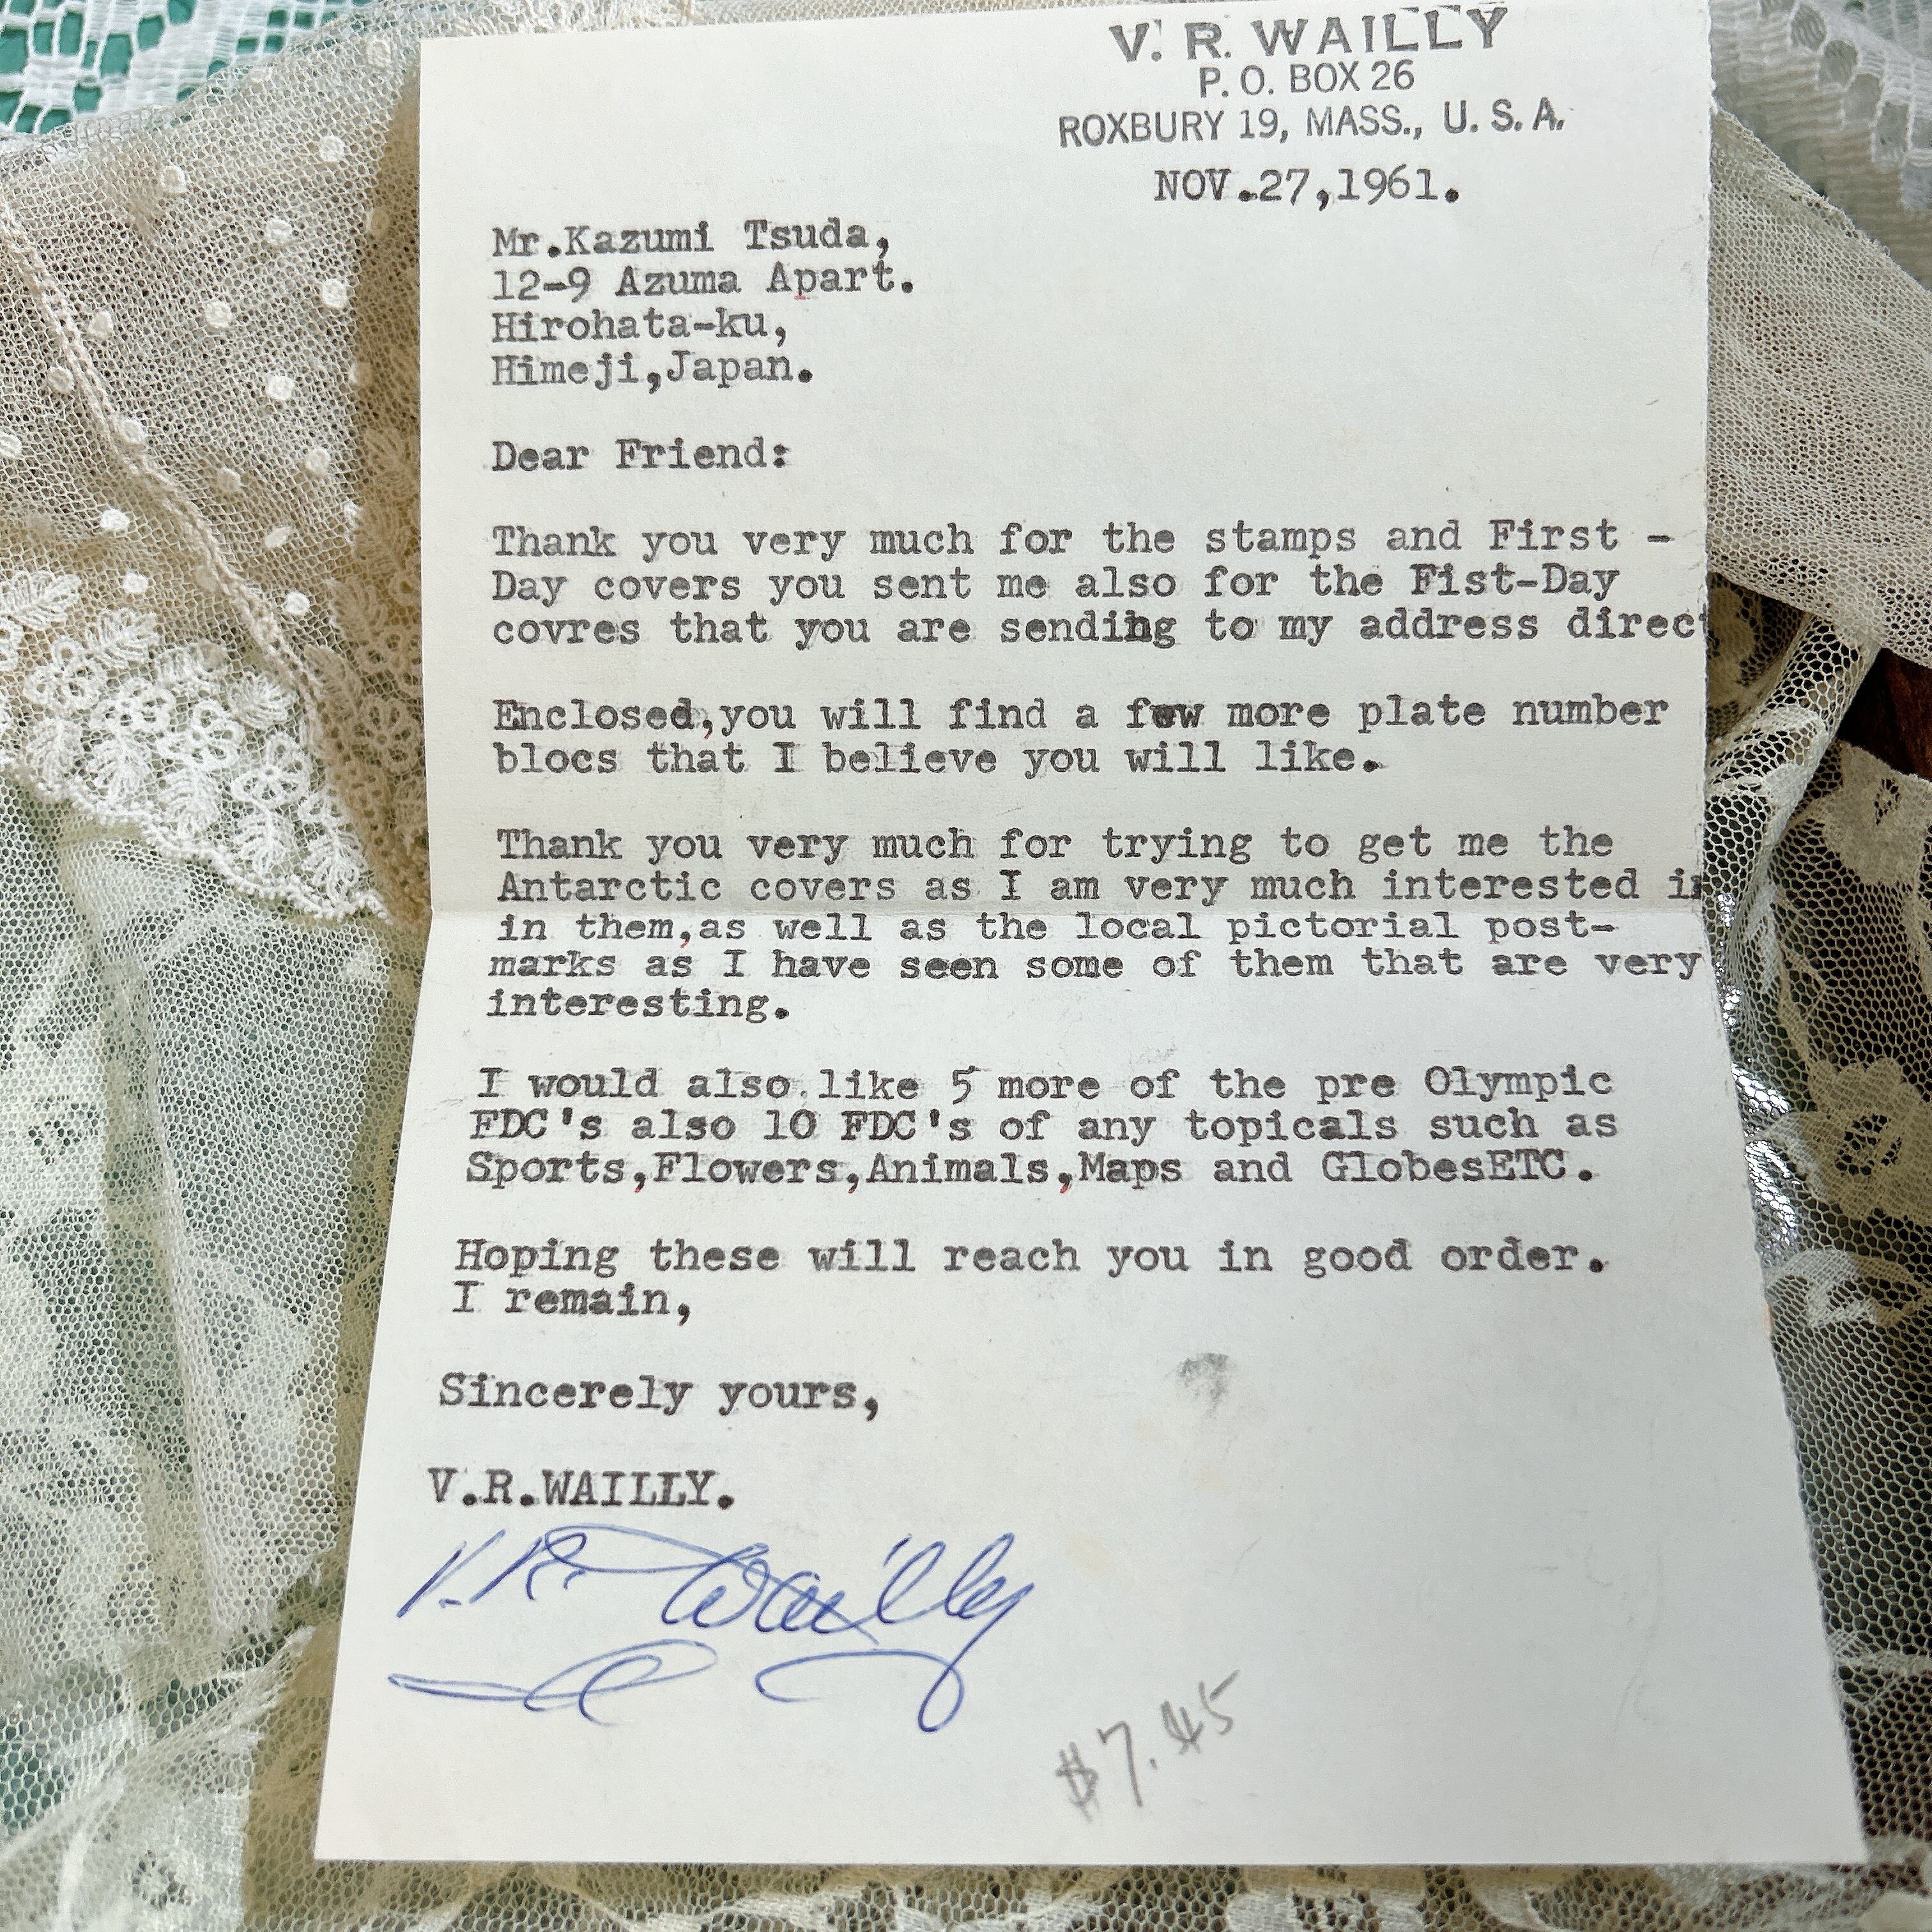 V. R. WAILLY
P. O. BOX 26
ROXBURY 19, MASS., U. S. A.
NOV.27,1961.
Mr.Kazumi Tsuda,
12-9 Azuma Apart.
Hirohata-ku,
Himeji,Japan.
Dear Friend:
Thank you very much for the stamps and First -
Day covers you sent me also for the Fist-Day
covres that you are sending to my address direct
Enclosed,you will find a few more plate number
blocs that I believe you will like.
Thank you very much for trying to get me the
Antarctic covers as I am very much interested in
in them,as well as the local pictorial post-
marks as I have seen some of them that are very
interesting.
I would also.like 5 more of the pre Olympic
FDC's also 10 FDC's of any topicals such as
Sports,Flowers,Animals,Maps and GlobesETC.
Hoping these will reach you in good order.
I remain,
Sincerely yours,
V.R.WAILLY.
V.R. Wailly
$7.45